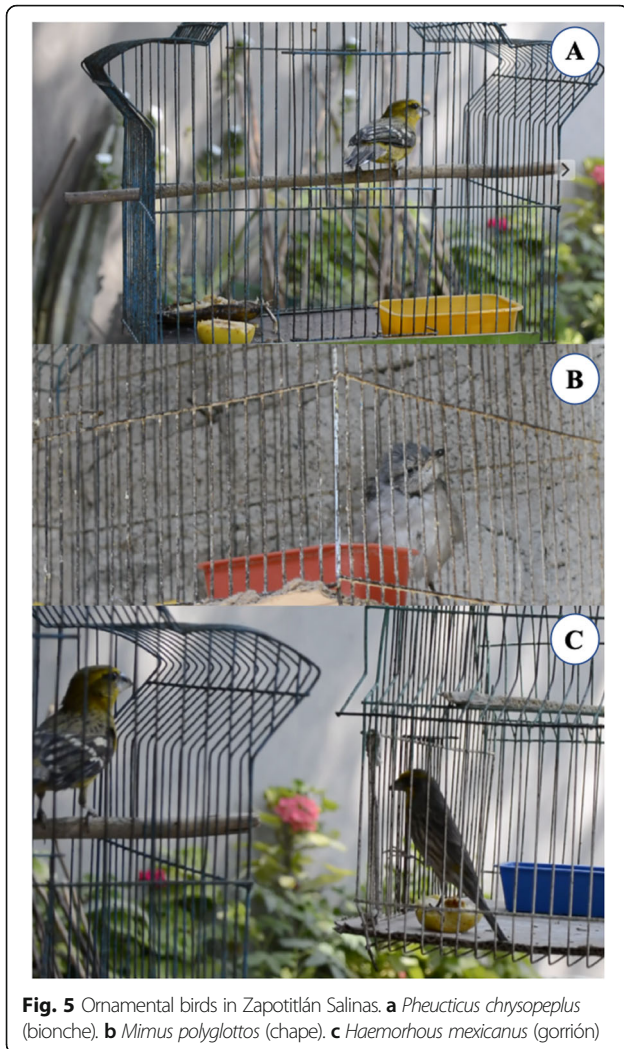 A
B
C
Fig. 5 Ornamental birds in Zapotitlán Salinas. a Pheucticus chrysopeplus
(bionche). b Mimus polyglottos (chape). c Haemorhous mexicanus (gorrión)